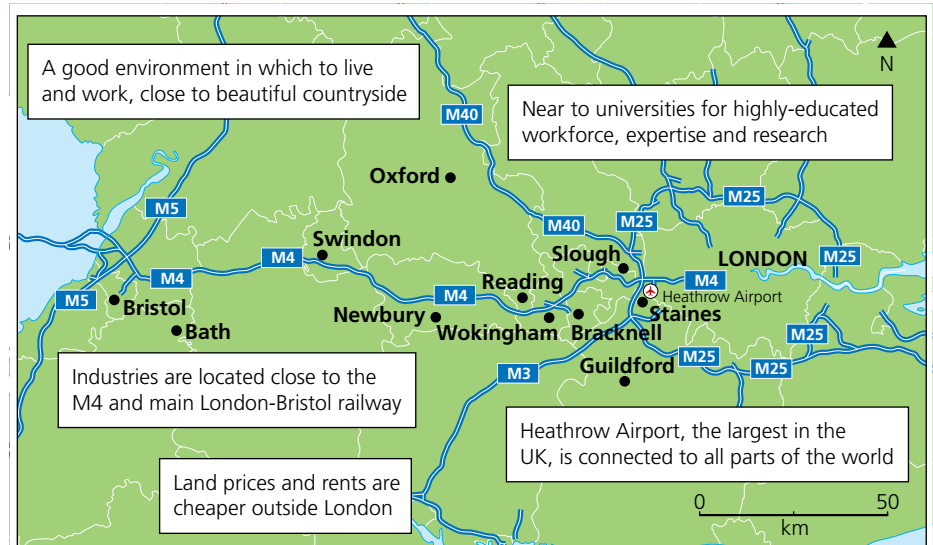 A good environment in which to live
and work, close to beautiful countryside
N
M40
Near to universities for highly-educated
workforce, expertise and research
Oxford
M5
M25
M40
M25
Swindon
M4
M4
Slough
LONDON
M25
M4
M5
Bristol
M4
Reading
Heathrow Airport
Newbury
Wokingham
Bracknell
Staines
Bath
M25
M3
Guildford
M25
M25
Industries are located close to the
M4 and main London-Bristol railway
Heathrow Airport, the largest in the
UK, is connected to all parts of the world
Land prices and rents are
cheaper outside London
0
50
km